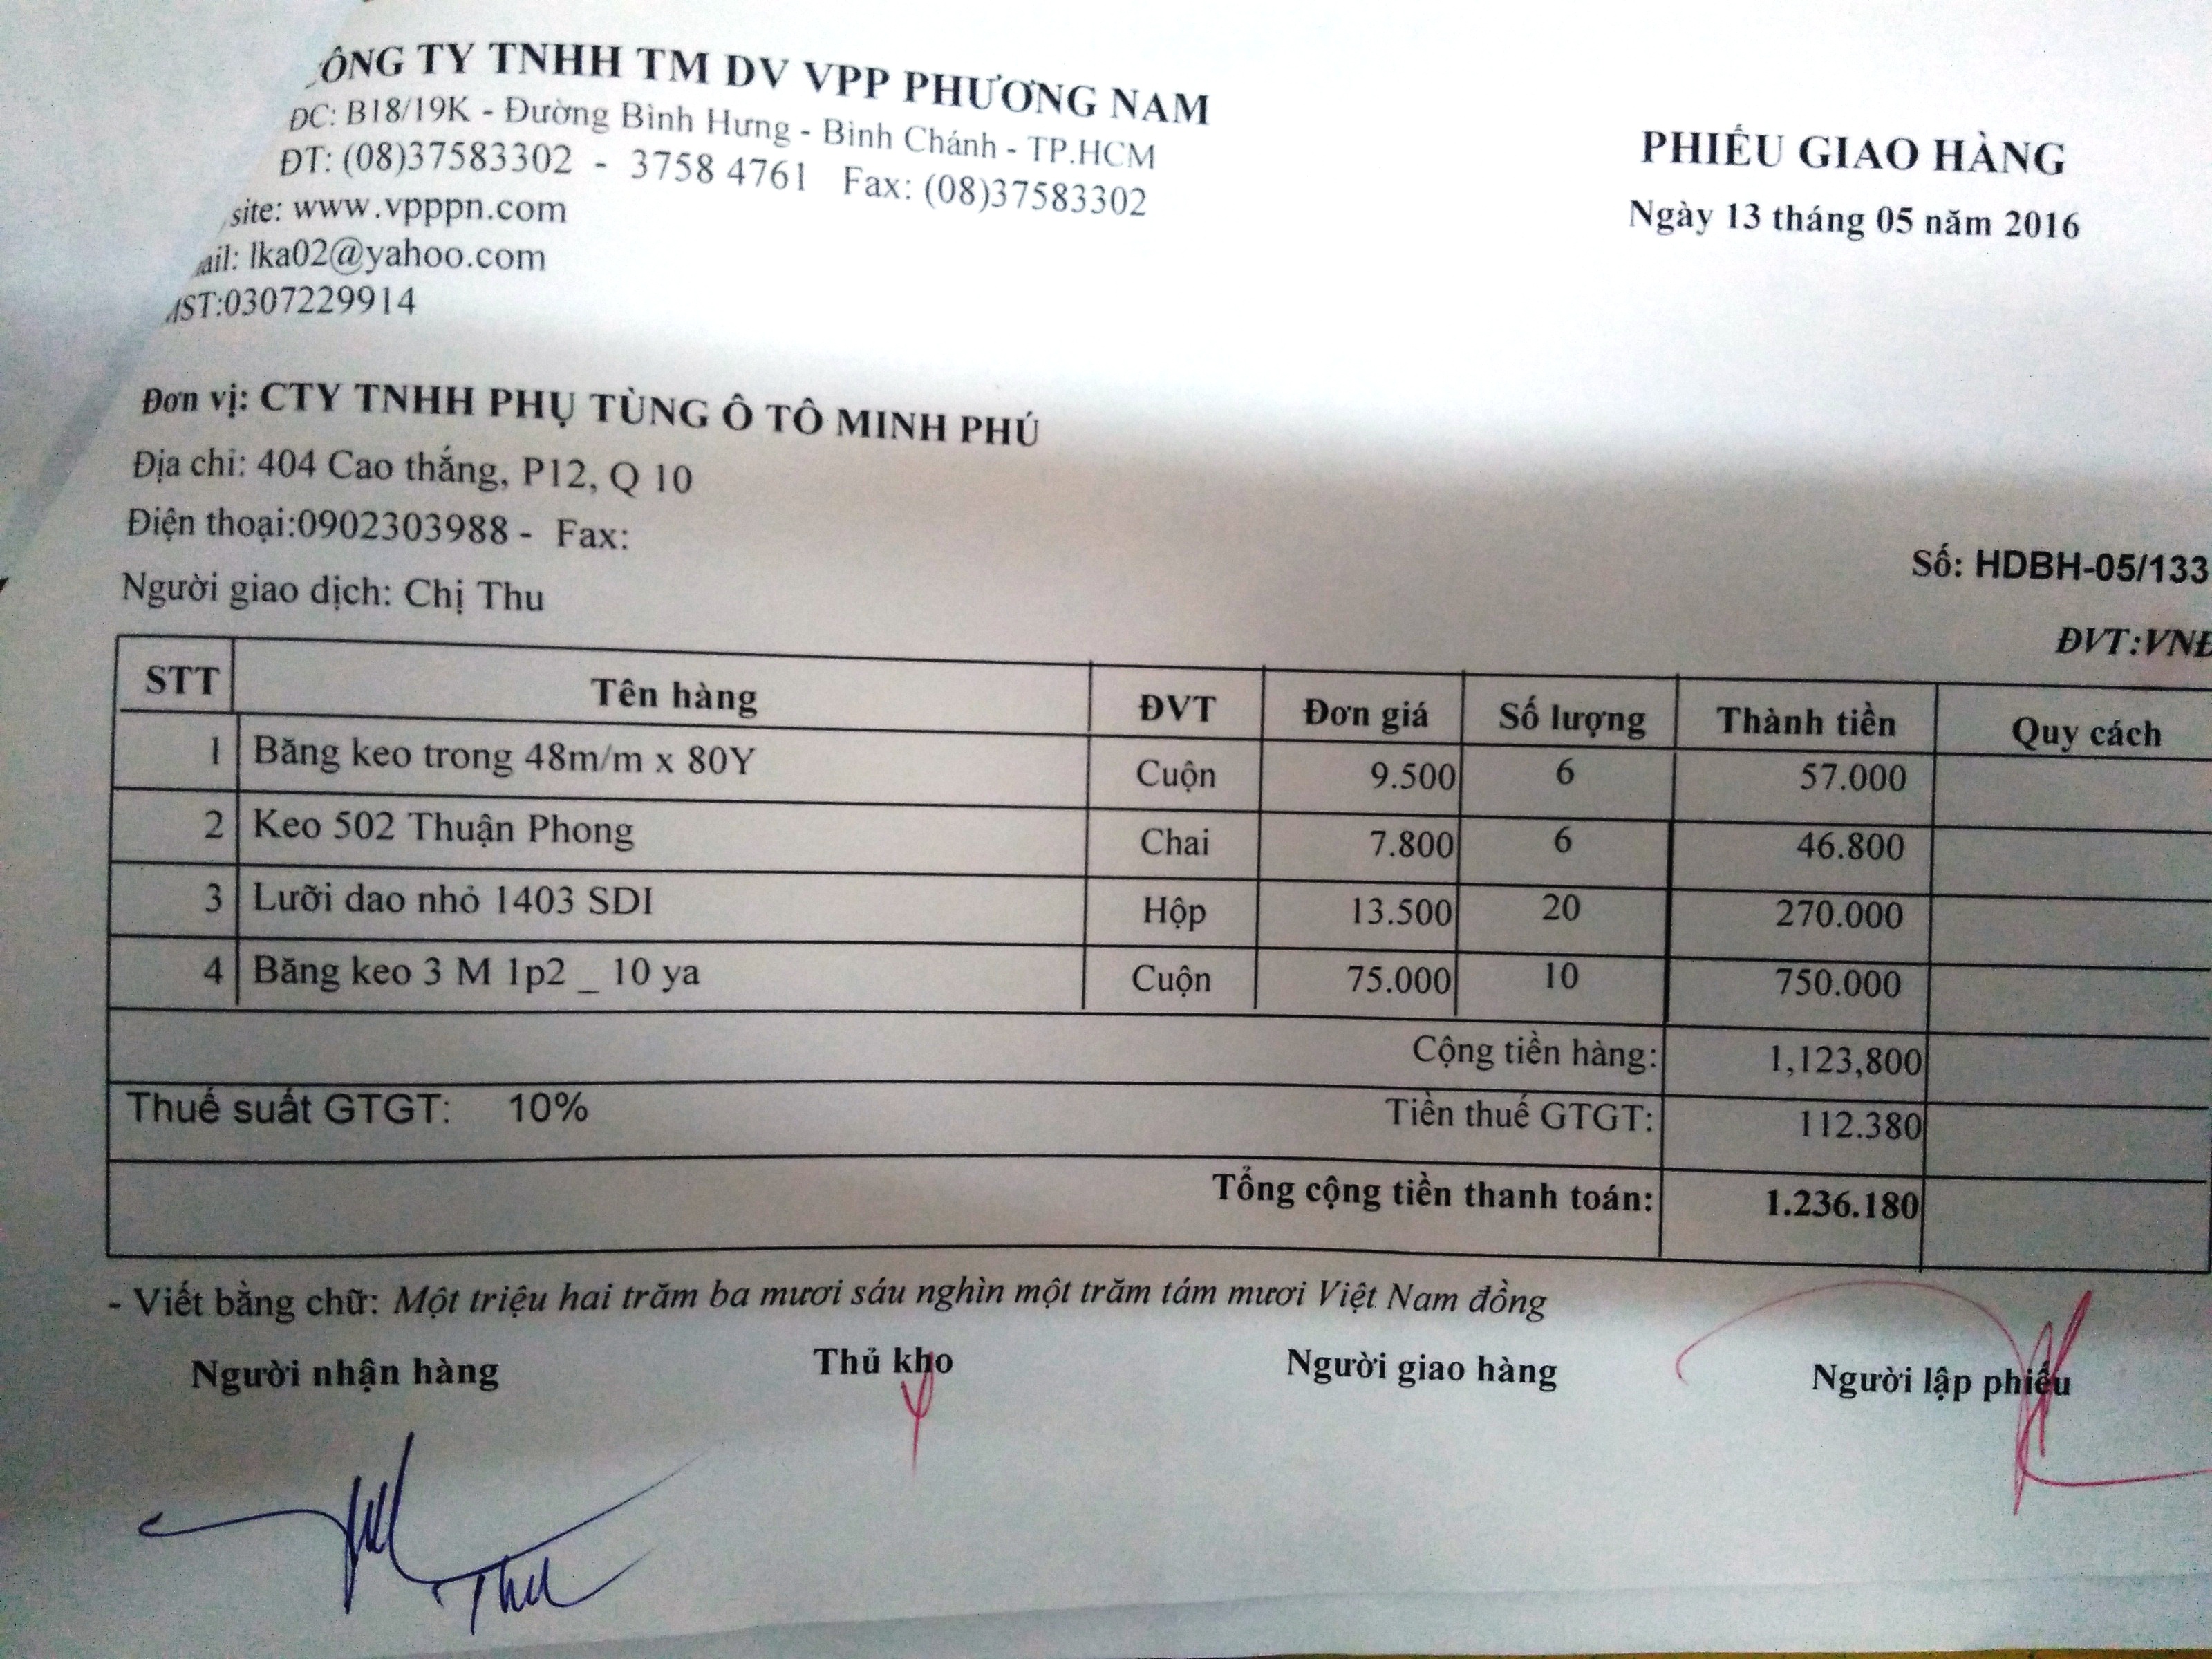 ÔNG TY TNHH TM DV VPP PHƯƠNG NAM
ĐC: B18/19K - Đường Bình Hưng - Bình Chánh - TP.HCM
ĐT: (08)37583302 - 3758 4761 Fax: (08)37583302
site: www.vpppn.com
ail: lka02@yahoo.com
MST:0307229914
PHIẾU GIAO HÀNG
Ngày 13 tháng 05 năm 2016
Đơn vị: CTY TNHH PHỤ TÙNG Ô TÔ MINH PHÚ
Địa chỉ: 404 Cao thắng, P12, Q 10
Điện thoại:0902303988 - Fax:
Người giao dịch: Chị Thu
Số: HDBH-05/133
ĐVT:VNĐ
STT Tên hàng ĐVT Đơn giá Số lượng Thành tiền Quy cách
1 Băng keo trong 48m/m x 80Y Cuộn 9.500 6 57.000
2 Keo 502 Thuận Phong Chai 7.800 6 46.800
3 Lưỡi dao nhỏ 1403 SDI Hộp 13.500 20 270.000
4 Băng keo 3 M 1p2 _ 10 ya Cuộn 75.000 10 750.000
Cộng tiền hàng: 1,123,800
Thuế suất GTGT: 10% Tiền thuế GTGT: 112.380
Tổng cộng tiền thanh toán: 1.236.180
- Viết bằng chữ: Một triệu hai trăm ba mươi sáu nghìn một trăm tám mươi Việt Nam đồng
Người nhận hàng Thủ kho Người giao hàng Người lập phiếu
Thu